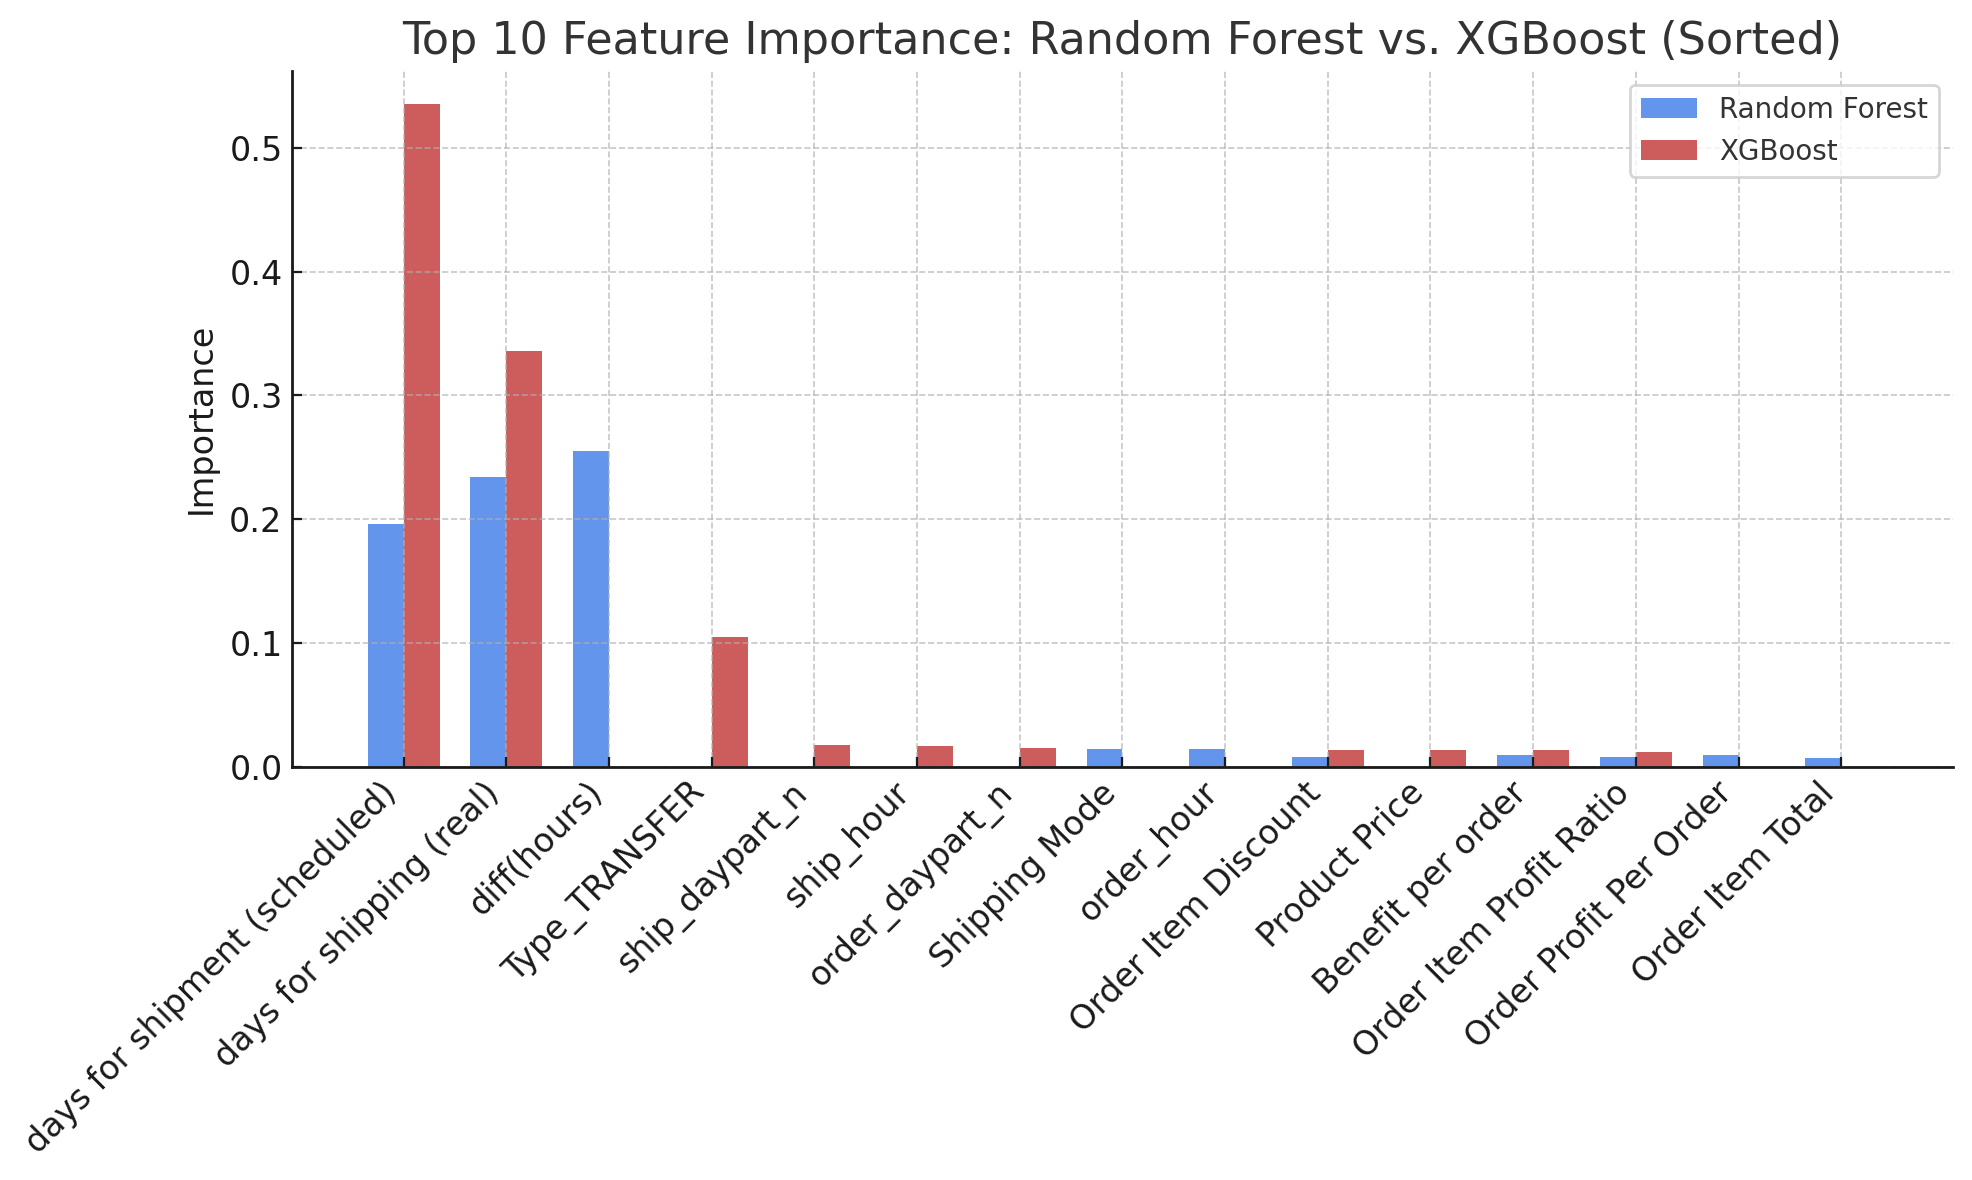 Top 10 Feature Importance: Random Forest vs. XGBoost (Sorted)
Random Forest
XGBoost
Importance
0.5
0.4
0.3
0.2
0.1
0.0
days for shipment (scheduled)
days for shipping (real)
diff(hours)
Type_TRANSFER
ship_daypart_n
ship_hour
order_daypart_n
Shipping Mode
order_hour
Order Item Discount
Product Price
Benefit per order
Order Item Profit Ratio
Order Profit Per Order
Order Item Total